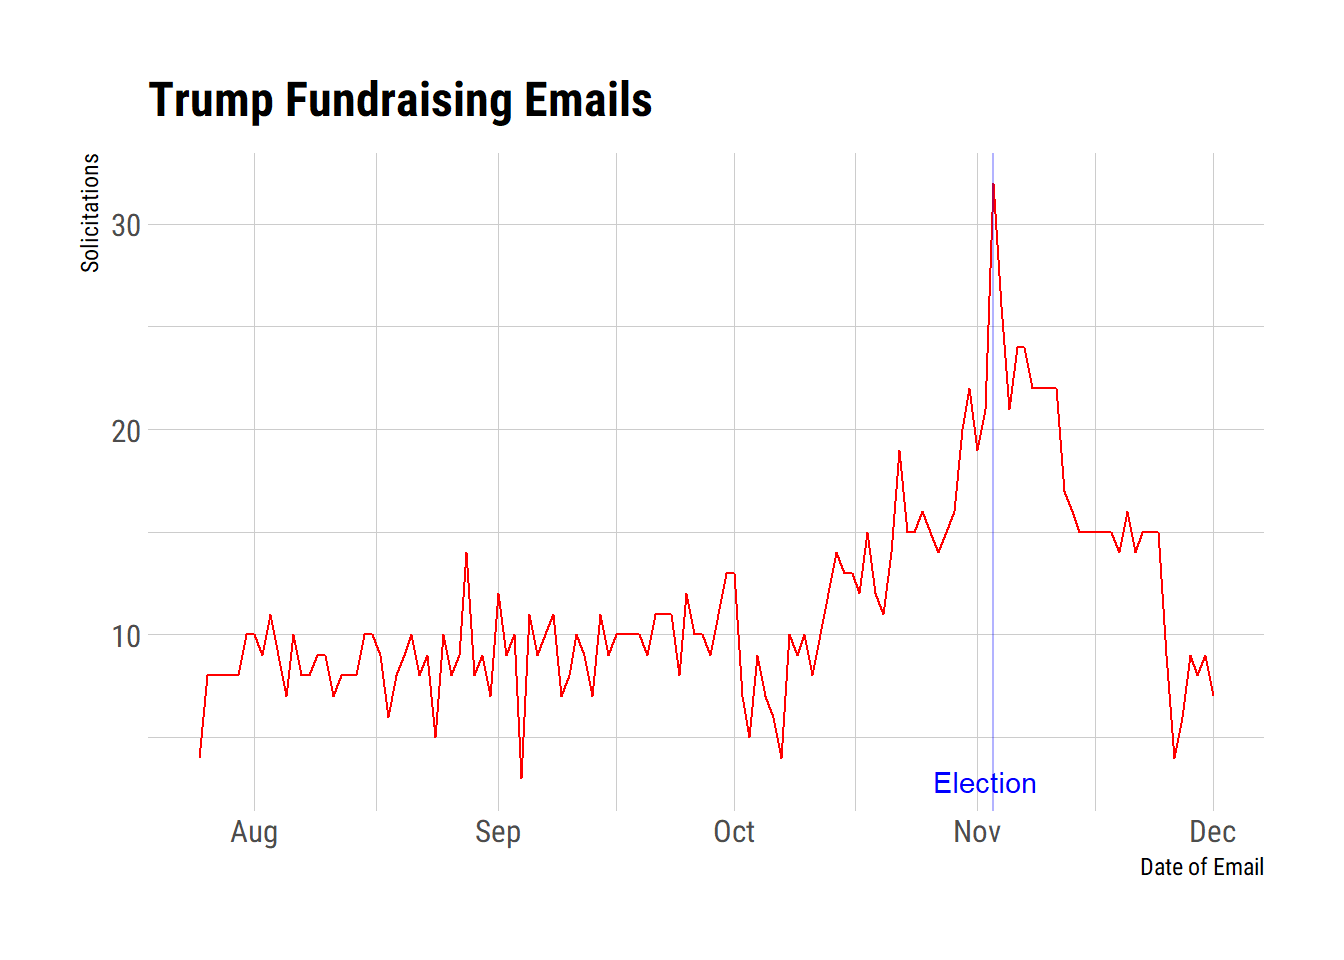 Trump Fundraising Emails
Solicitations
30
20
10
Election
Aug Sep Oct Nov Dec
Date of Email